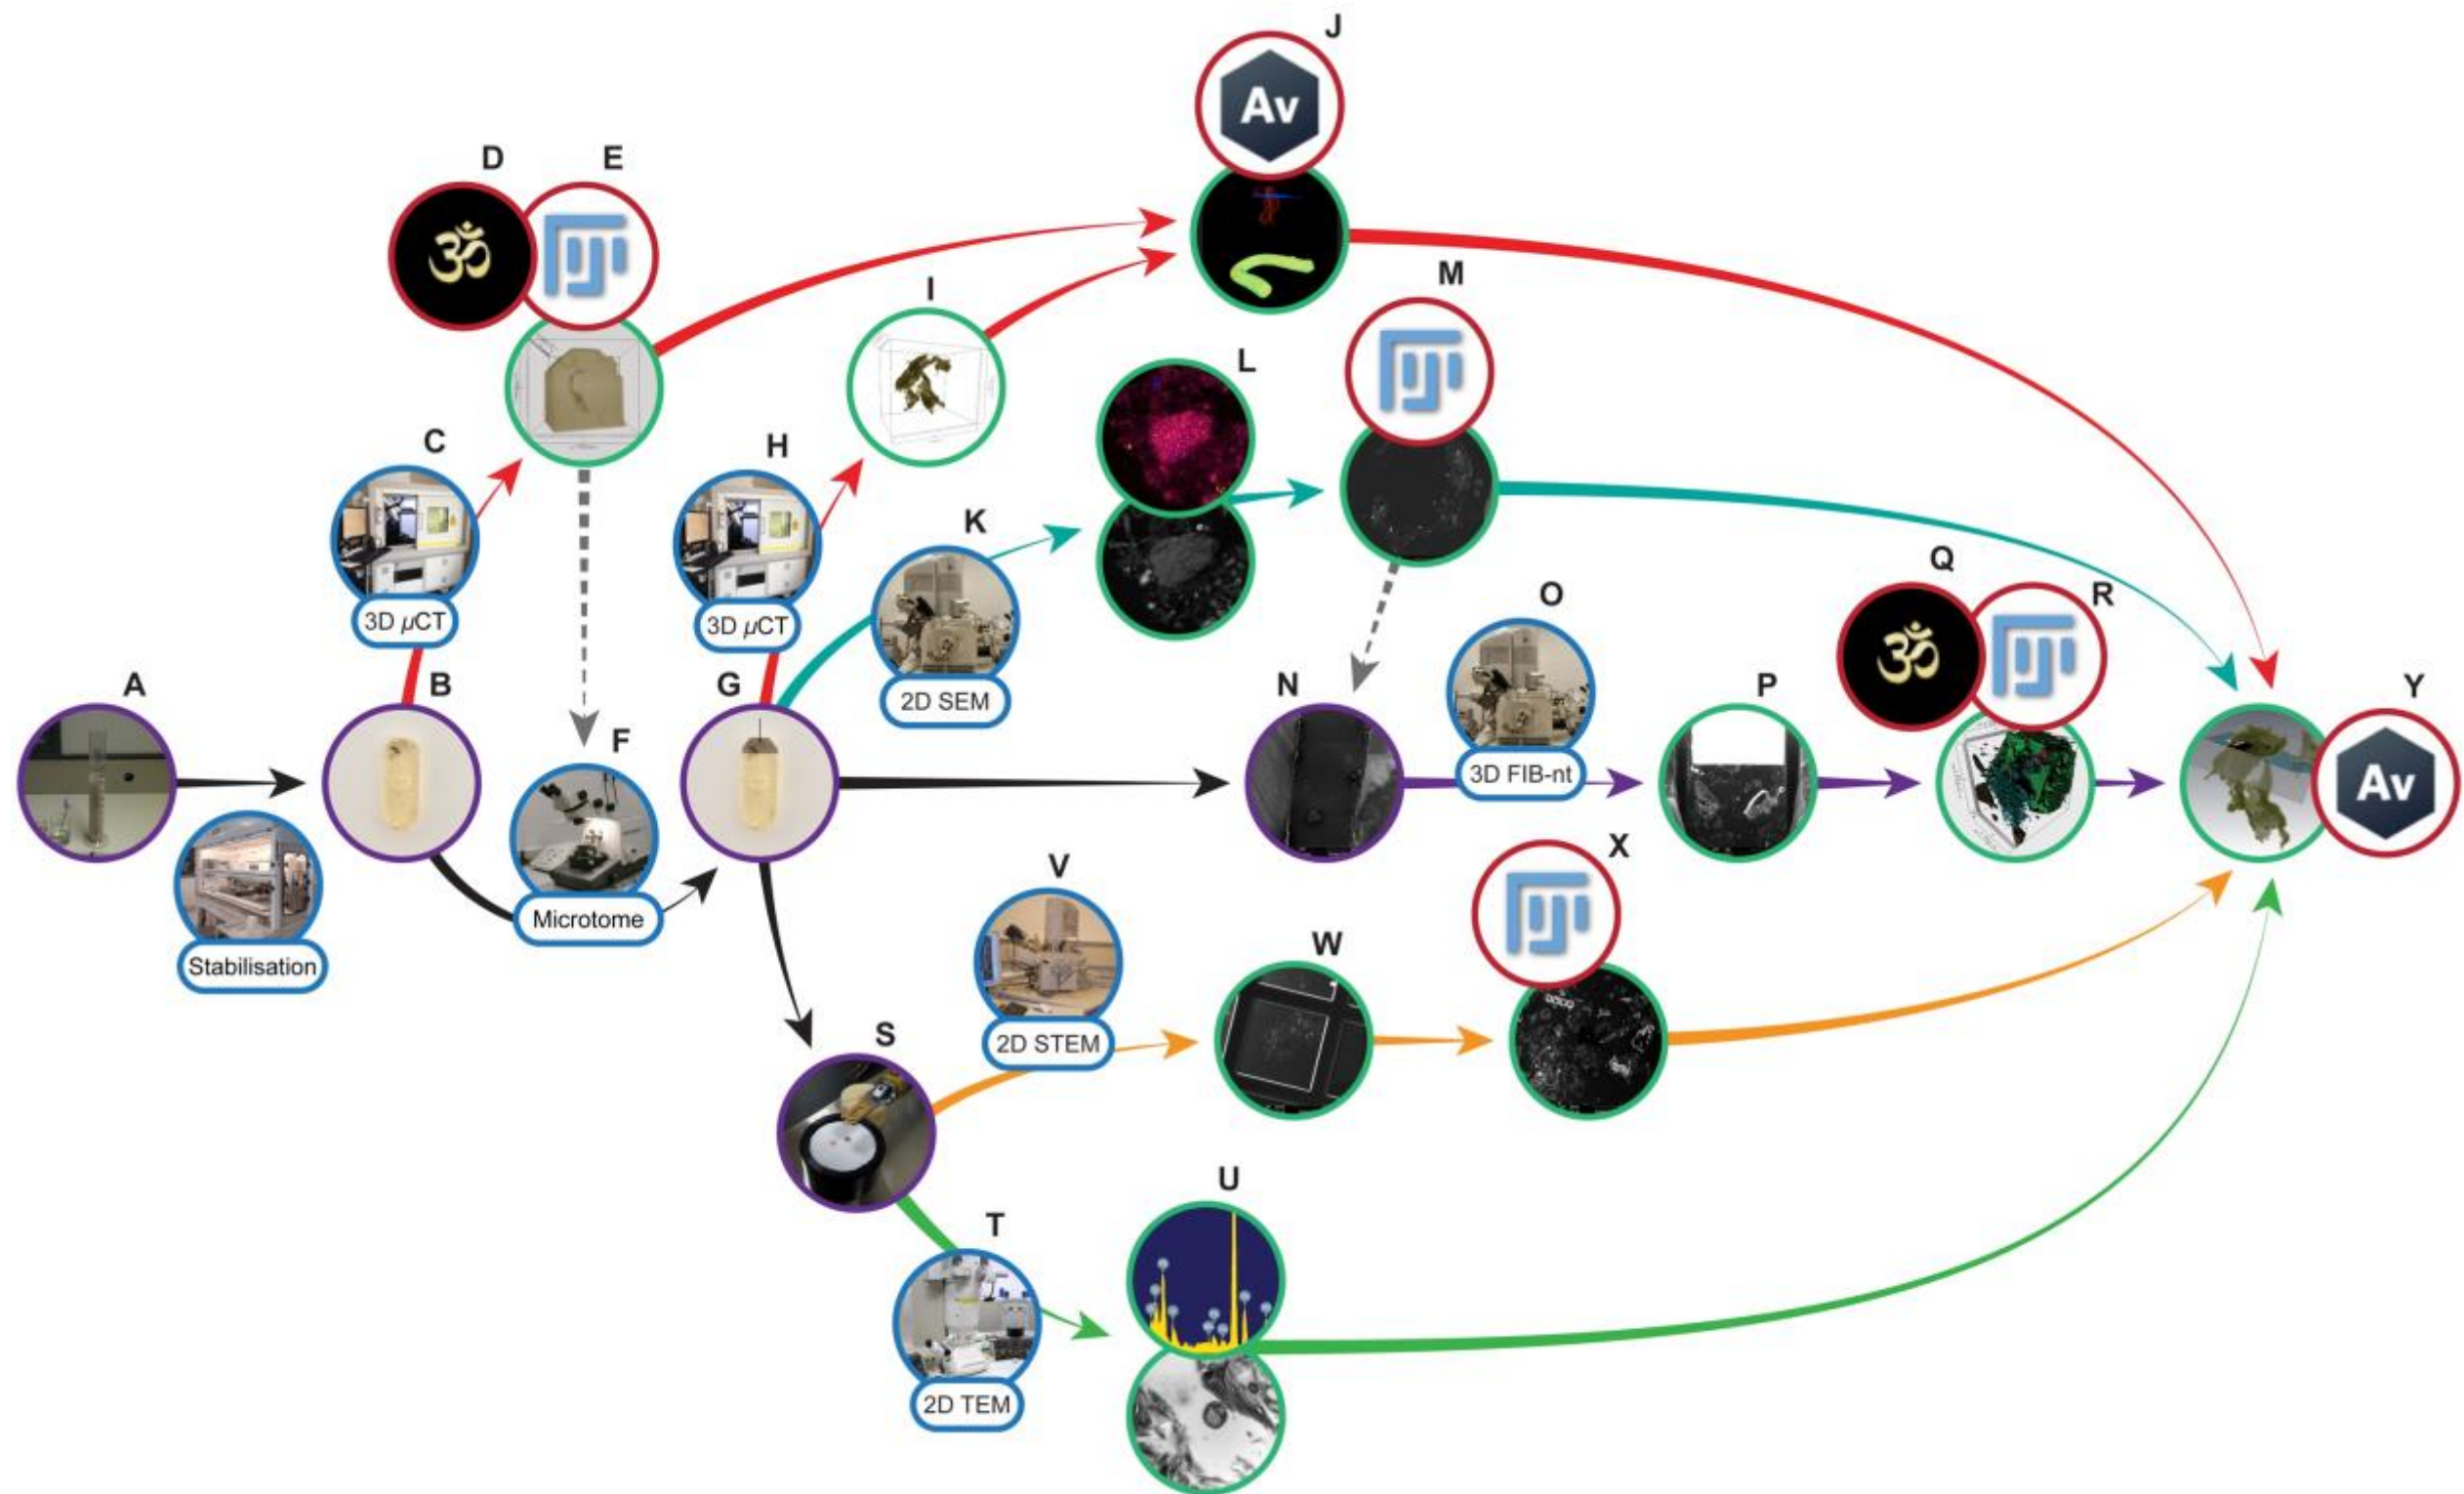 J
Av
D
E
ॐ
M
I
L
C
H
K
Q
O
R
3D µCT
3D µCT
ॐ
A
B
G
2D SEM
N
P
Y
F
3D FIB-nt
Av
V
X
Microtome
W
Stabilisation
S
2D STEM
U
T
2D TEM